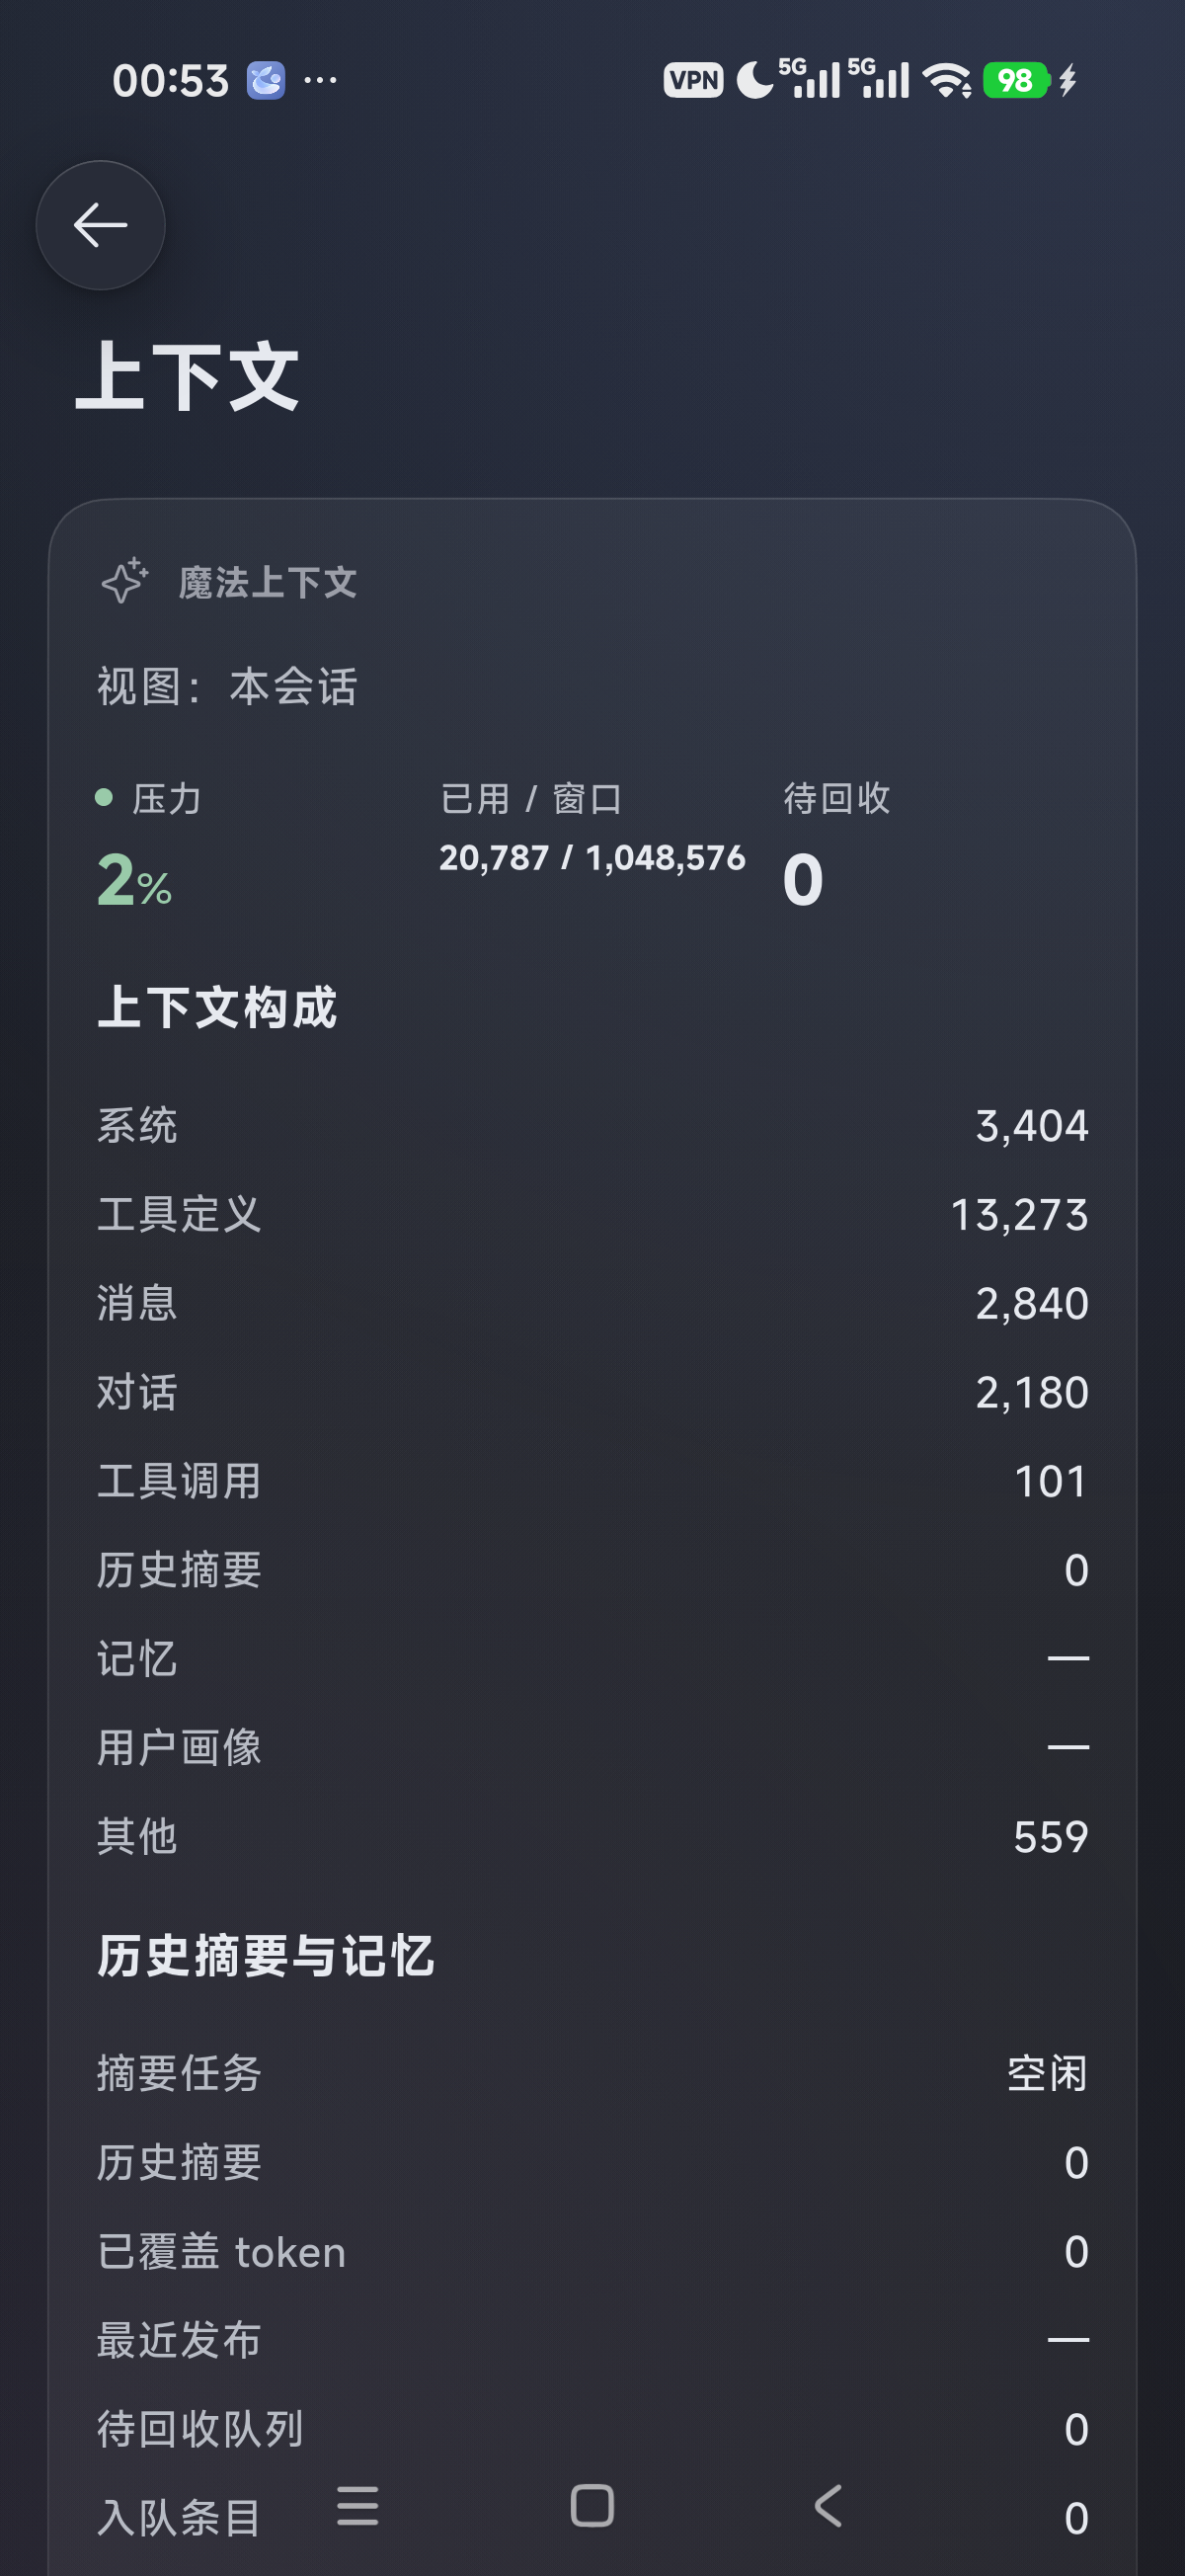 00:53 ... VPN 5G 5G 98
上下文
魔法上下文
视图：本会话
压力 已用 / 窗口 待回收
2% 20,787 / 1,048,576 0
上下文构成
系统 3,404
工具定义 13,273
消息 2,840
对话 2,180
工具调用 101
历史摘要 0
记忆 —
用户画像 —
其他 559
历史摘要与记忆
摘要任务 空闲
历史摘要 0
已覆盖 token 0
最近发布 —
待回收队列 0
入队条目 0